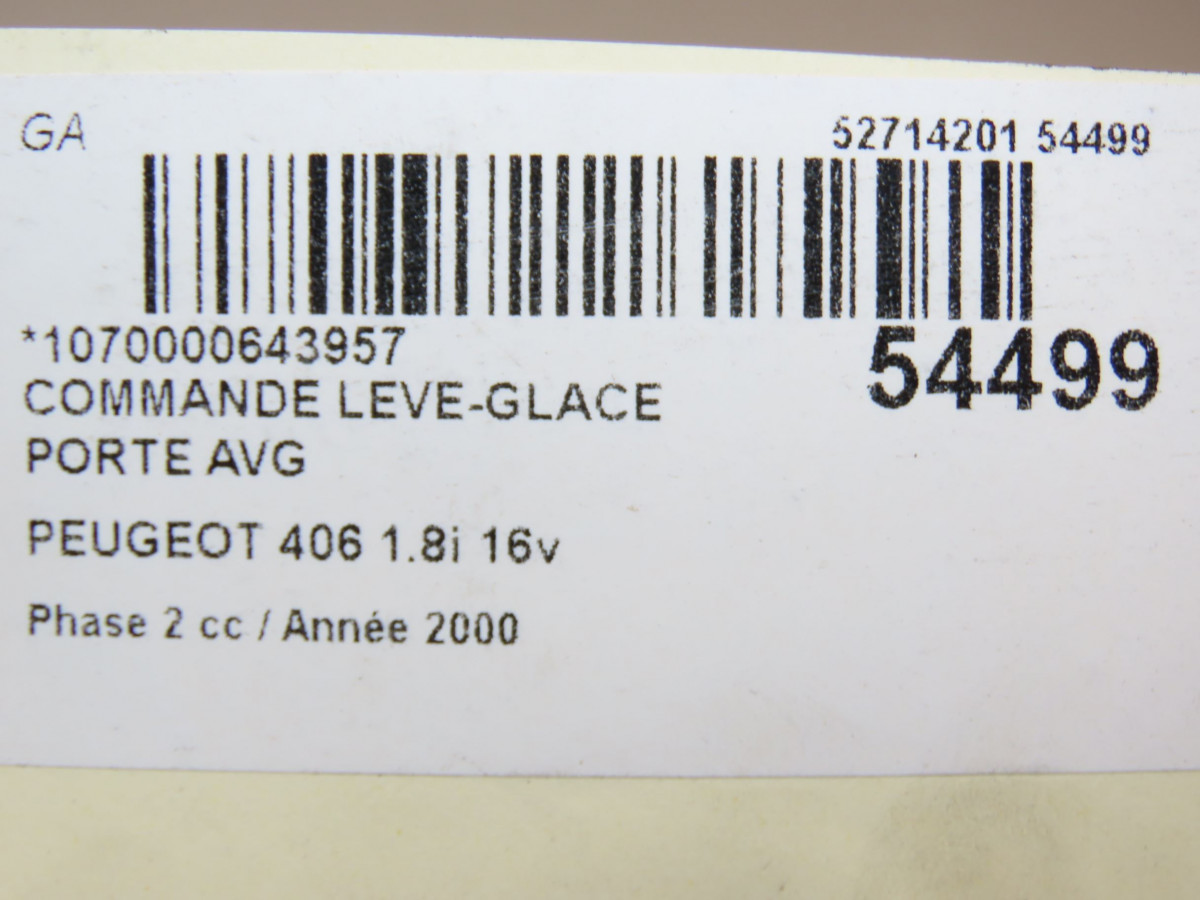 GA
52714201 54499
*1070000643957
54499
COMMANDE LEVE-GLACE
PORTE AVG
PEUGEOT 406 1.8i 16v
Phase 2 cc / Année 2000